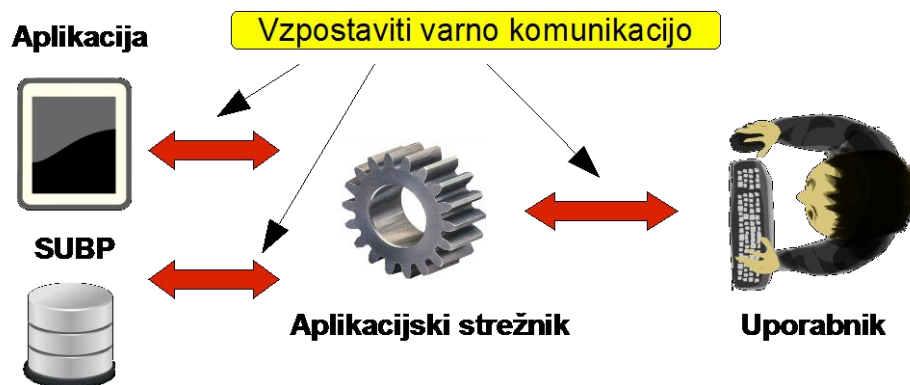 Aplikacija
Vzpostaviti varno komunikacijo
SUBP
Aplikacijski strežnik
Uporabnik